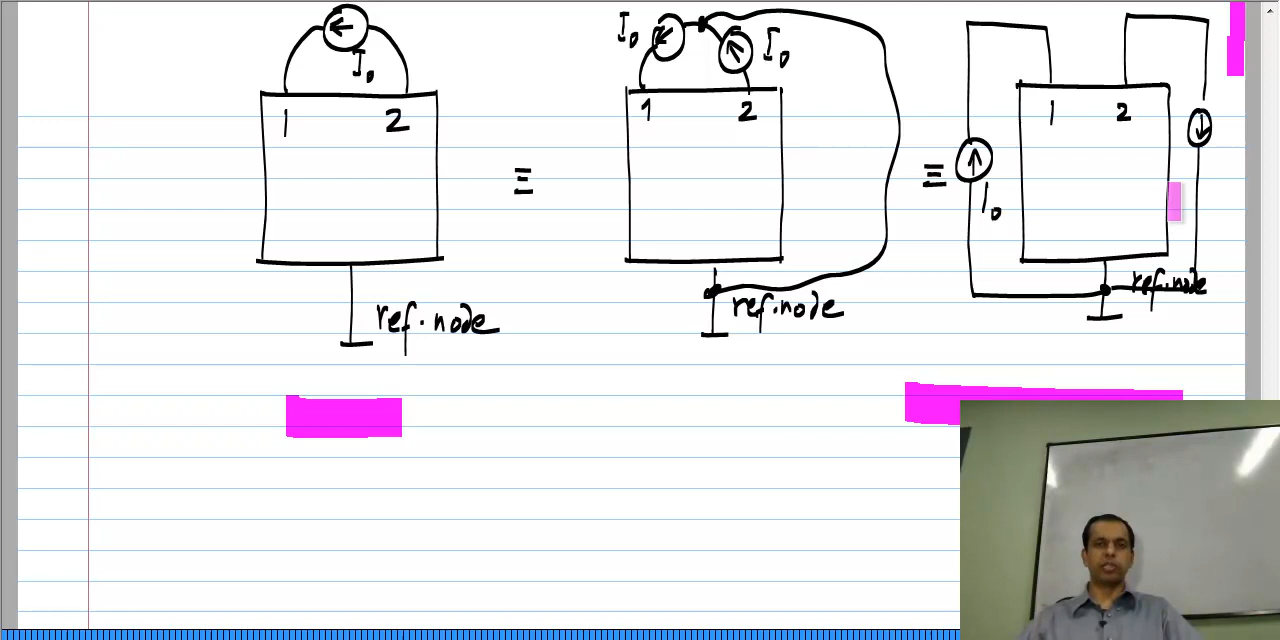 I₀
1 2
ref.node
≡
I₀ I₀
1 2
ref.node
≡
I₀
1 2
ref.node